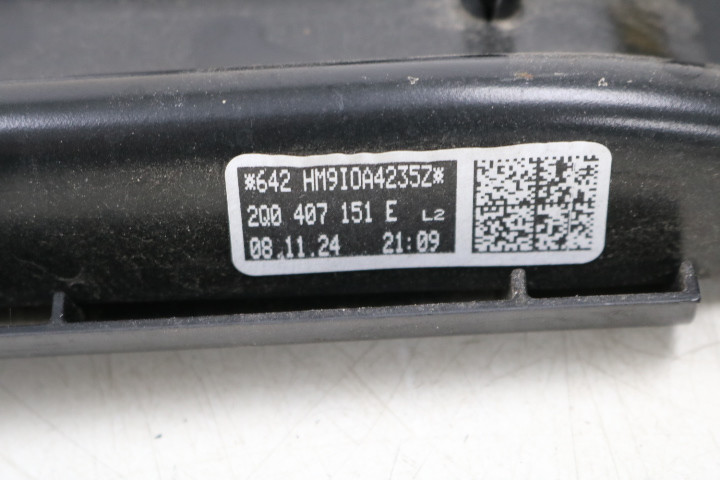 *642 HM9IOA4235Z*
2Q0 407 151 E L2
08.11.24 21:09